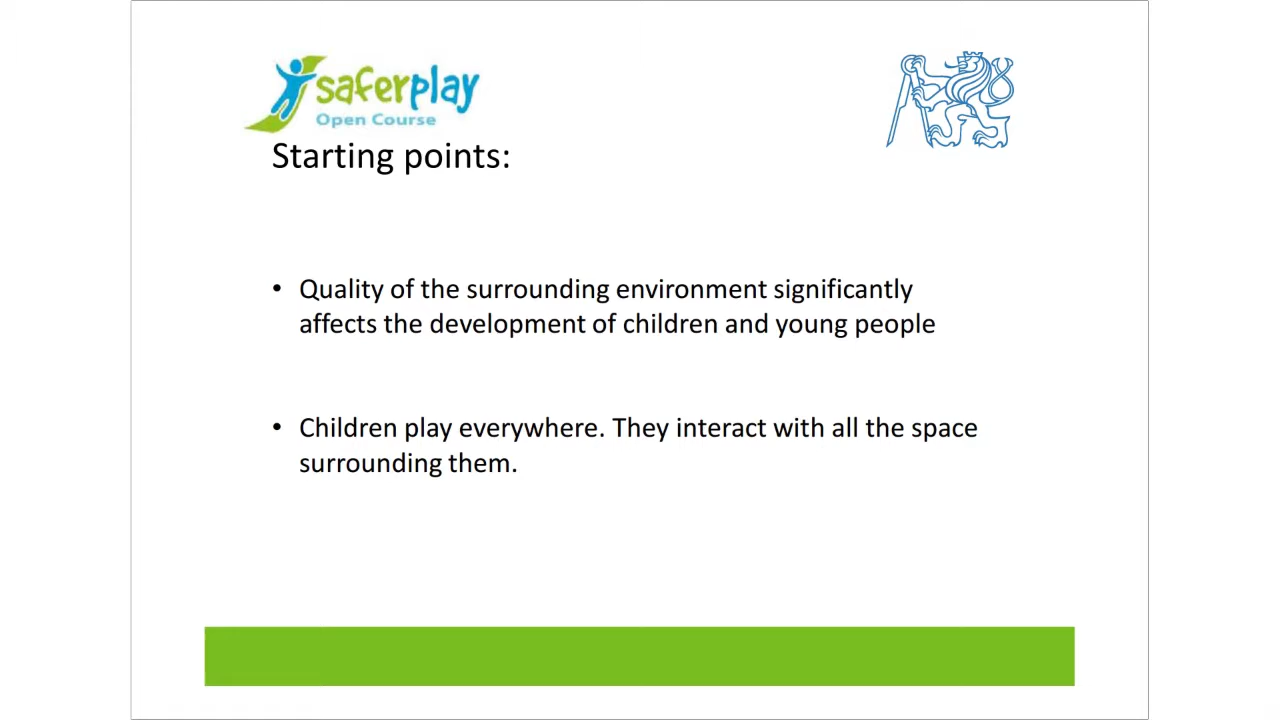 saferplay
Open Course
Starting points:
• Quality of the surrounding environment significantly
affects the development of children and young people
• Children play everywhere. They interact with all the space
surrounding them.